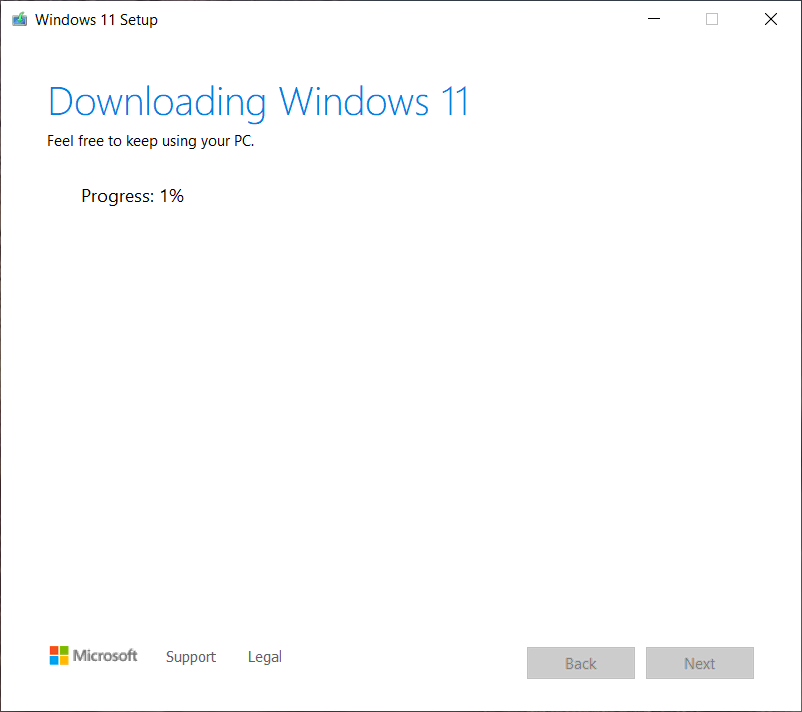 Windows 11 Setup
Downloading Windows 11
Feel free to keep using your PC.
Progress: 1%
Microsoft Support Legal Back Next